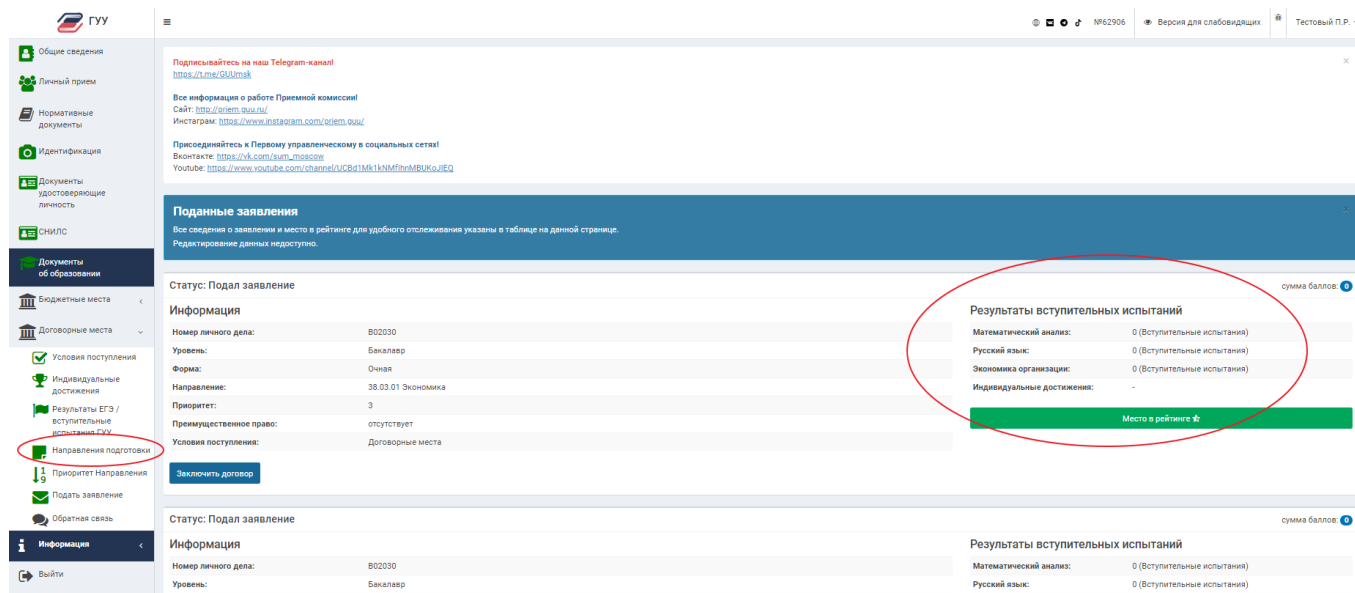 ГУУ
№62906
Версия для слабовидящих
Тестовый П.Р.
Общие сведения
Личный прием
Нормативные
документы
Идентификация
Документы
удостоверяющие
личность
СНИЛС
Документы
об образовании
Бюджетные места
Договорные места
Условия поступления
Индивидуальные
достижения
Результаты ЕГЭ /
вступительные
испытания ГУУ
Направления подготовки
Приоритет Направления
Подать заявление
Обратная связь
Информация
Выйти
Подписывайтесь на наш Telegram-канал!
https://t.me/GUUmsk
Все информация о работе Приемной комиссии!
Сайт: http://priem.guu.ru/
Инстаграм: https://www.instagram.com/priem.guu/
Присоединяйтесь к Первому управленческому в социальных сетях!
Вконтакте: https://vk.com/sum_moscow
Youtube: https://www.youtube.com/channel/UCBd1Mk1kNMfIhnMBUKoJIEQ
Поданные заявления
Все сведения о заявлении и место в рейтинге для удобного отслеживания указаны в таблице на данной странице.
Редактирование данных недоступно.
Статус: Подал заявление
сумма баллов: 0
Информация
Номер личного дела: B02030
Уровень: Бакалавр
Форма: Очная
Направление: 38.03.01 Экономика
Приоритет: 3
Преимущественное право: отсутствует
Условия поступления: Договорные места
Заключить договор
Результаты вступительных испытаний
Математический анализ: 0 (Вступительные испытания)
Русский язык: 0 (Вступительные испытания)
Экономика организации: 0 (Вступительные испытания)
Индивидуальные достижения: -
Место в рейтинге
Статус: Подал заявление
сумма баллов: 0
Информация
Номер личного дела: B02030
Уровень: Бакалавр
Результаты вступительных испытаний
Математический анализ: 0 (Вступительные испытания)
Русский язык: 0 (Вступительные испытания)